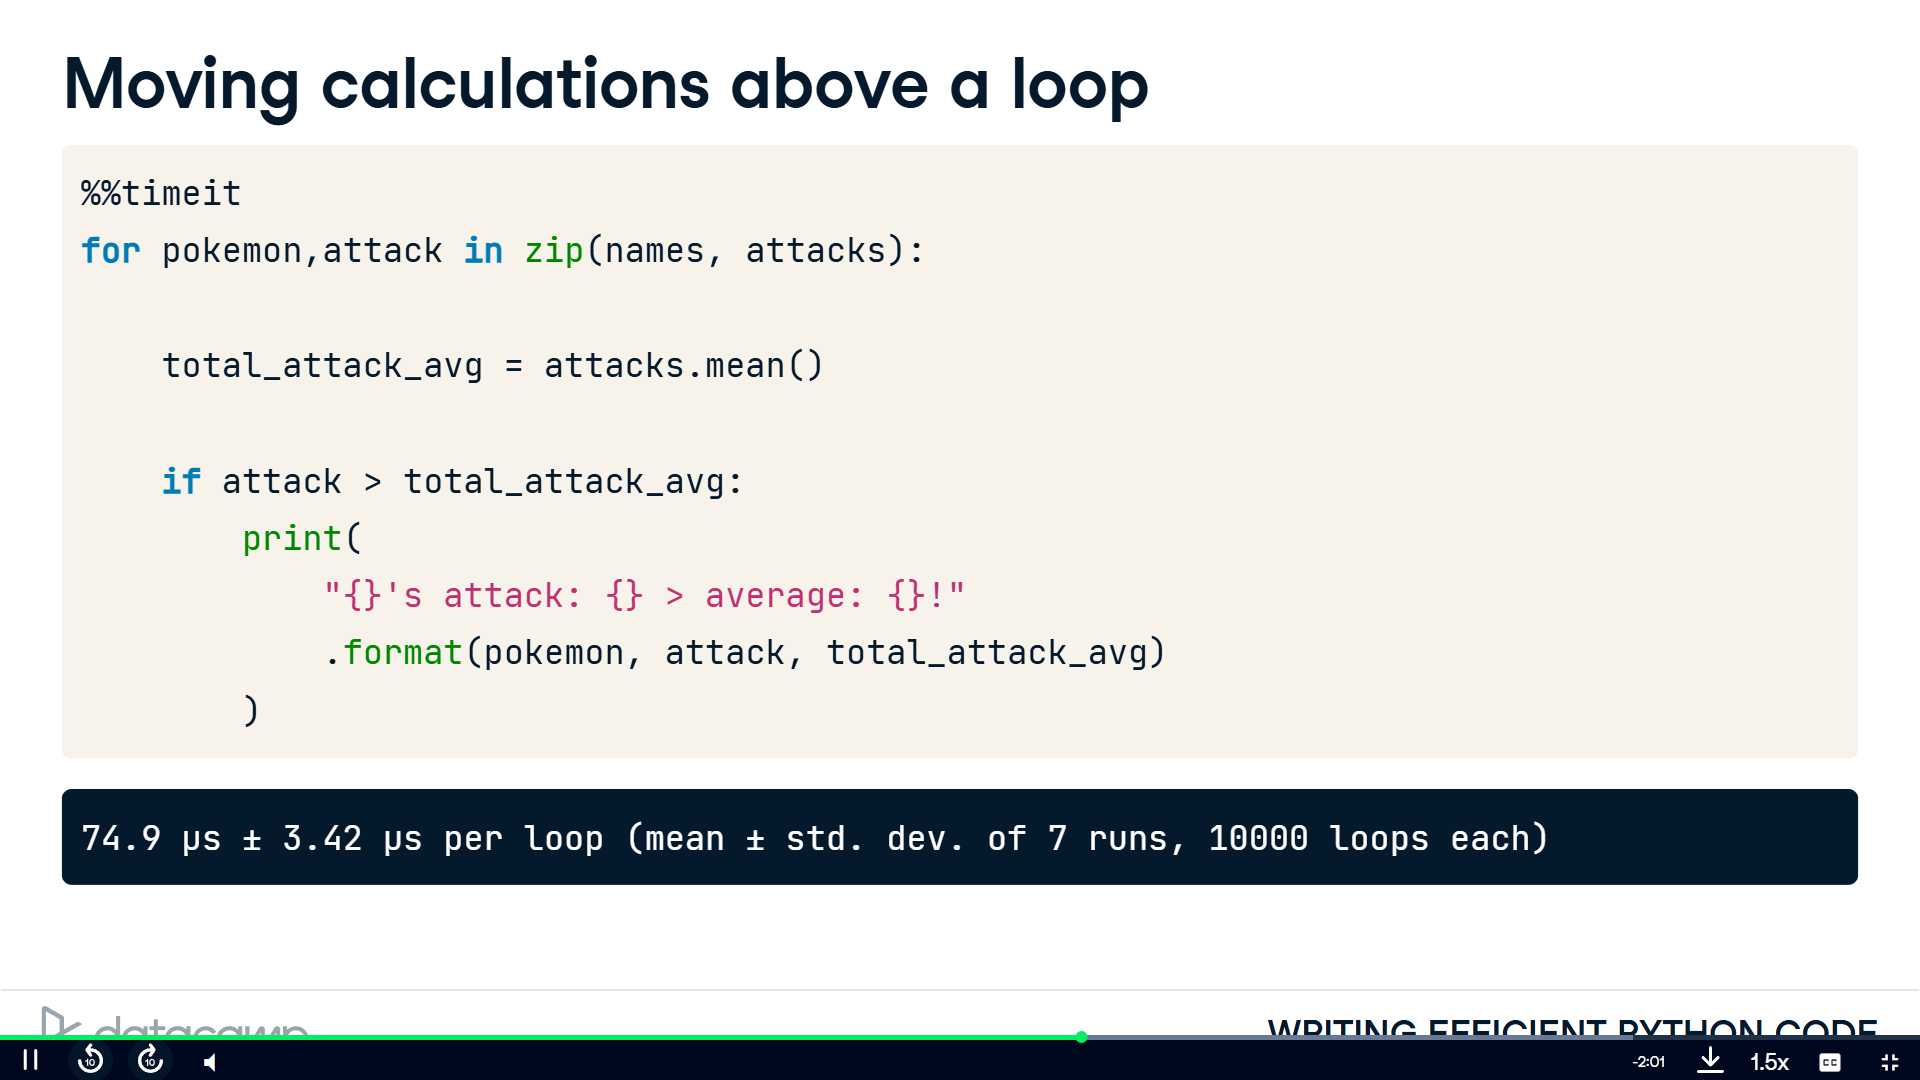 Moving calculations above a loop
%%timeit
for pokemon,attack in zip(names, attacks):
total_attack_avg = attacks.mean()
if attack > total_attack_avg:
print(
"{}'s attack: {} > average: {}!"
.format(pokemon, attack, total_attack_avg)
)
74.9 µs ± 3.42 µs per loop (mean ± std. dev. of 7 runs, 10000 loops each)
datacamp
WRITING EFFICIENT PYTHON CODE
10
10
-2:01
1.5x
CC